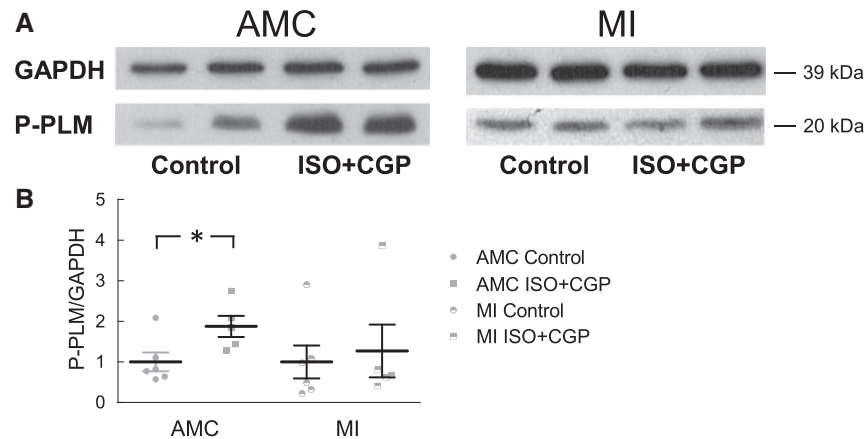 A
AMC
MI
GAPDH
39 kDa
P-PLM
20 kDa
Control
ISO+CGP
Control
ISO+CGP
B
P-PLM/GAPDH
5
4
3
2
1
0
*
AMC
MI
AMC Control
AMC ISO+CGP
MI Control
MI ISO+CGP